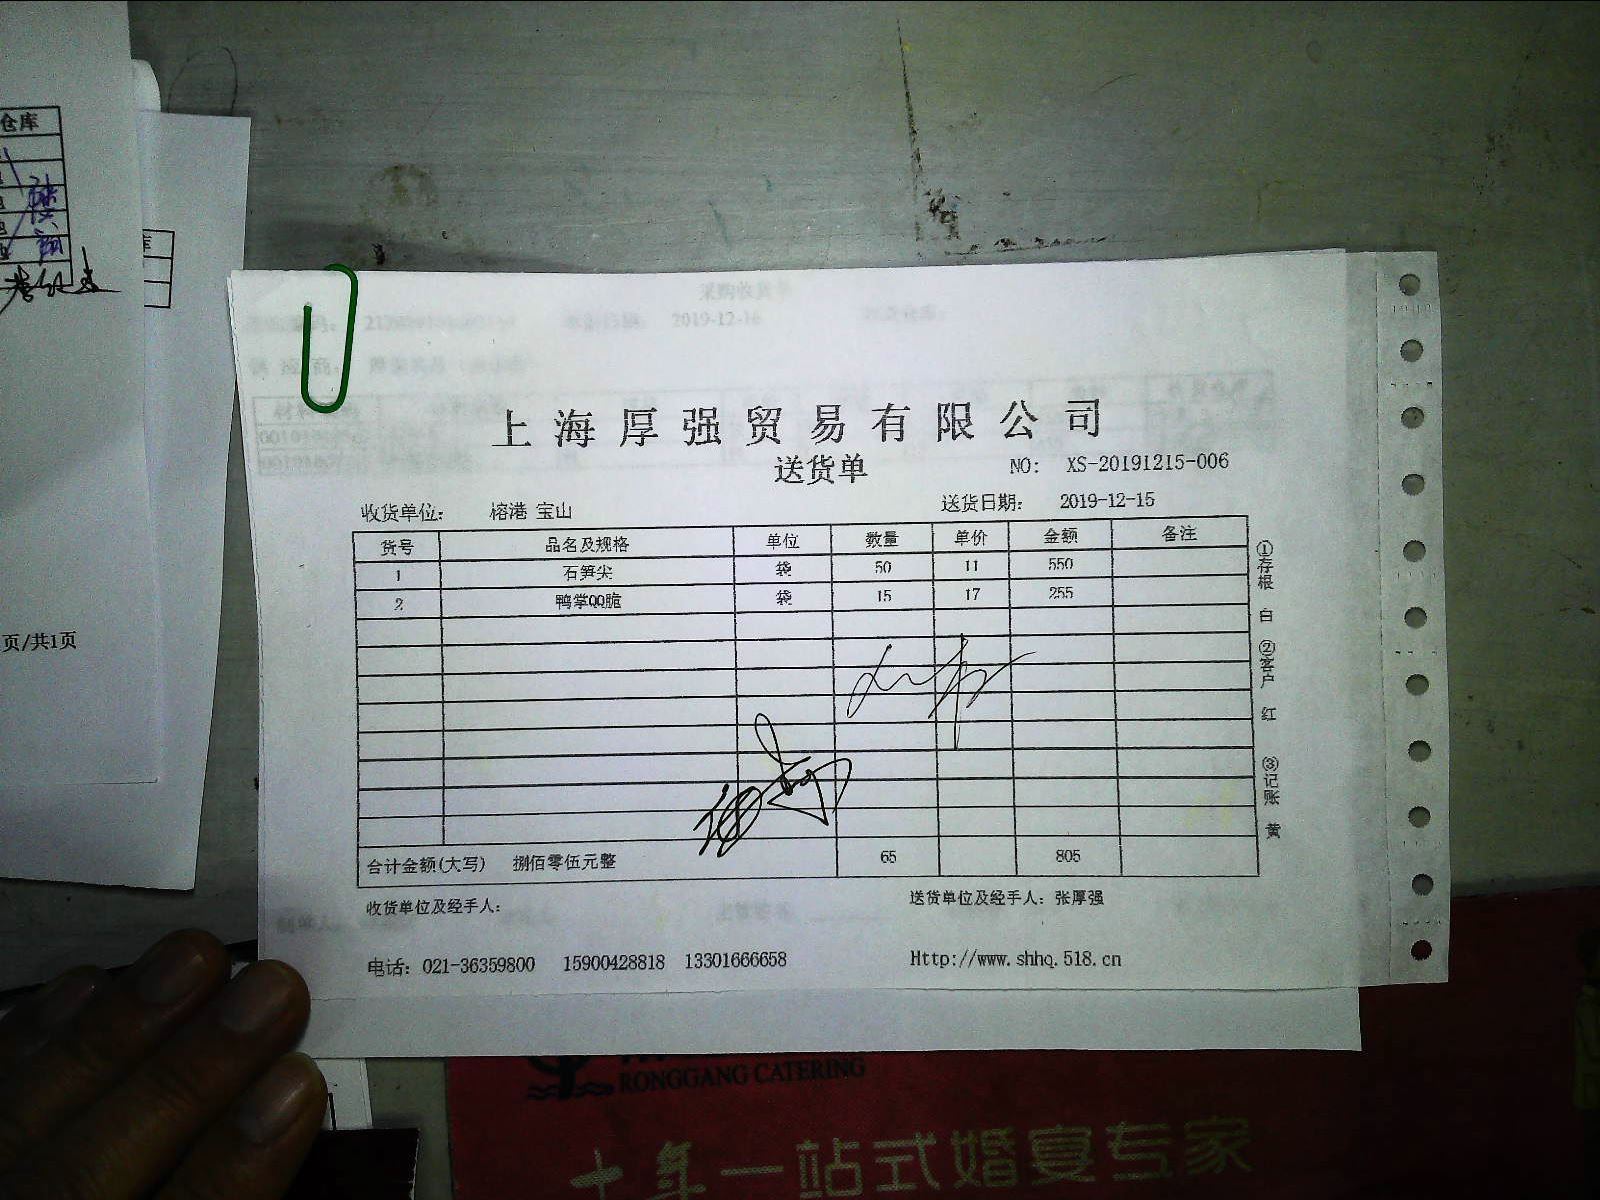 仓库
页/共1页
2019-12-16
上海厚强贸易有限公司
送货单 NO: XS-20191215-006
收货单位: 榕港 宝山 送货日期: 2019-12-15
货号 品名及规格 单位 数量 单价 金额 备注
1 石笋尖 袋 50 11 550
2 鸭掌QQ脆 袋 15 17 255
合计金额(大写) 捌佰零伍元整 65 805
①存根 白 ②客户 红 ③记账 黄
收货单位及经手人: 送货单位及经手人: 张厚强
电话: 021-36359800 15900428818 13301666658 Http://www.shhq.518.cn
RONGGANG CATERING
十年一站式婚宴专家